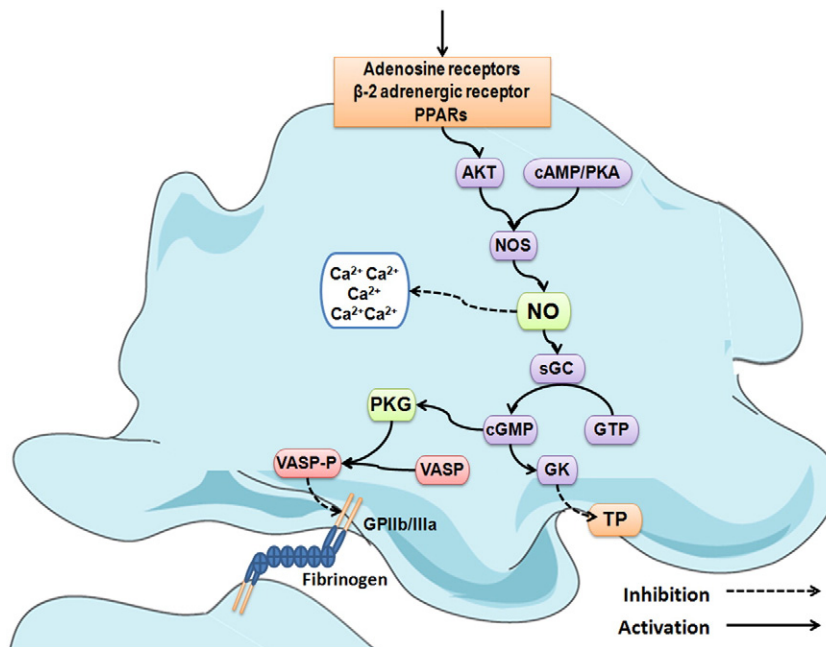 Adenosine receptors
β-2 adrenergic receptor
PPARs
AKT
cAMP/PKA
NOS
Ca²⁺ Ca²⁺
Ca²⁺
Ca²⁺Ca²⁺
NO
sGC
PKG
cGMP
GTP
VASP-P
VASP
GK
GPIIb/IIIa
TP
Fibrinogen
Inhibition
Activation